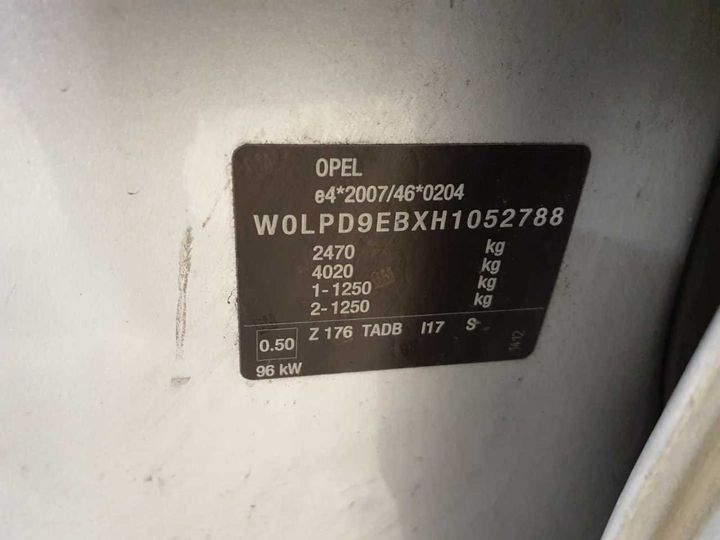 OPEL
e4*2007/46*0204
W0LPD9EBXH1052788
2470 kg
4020 kg
1-1250 kg
2-1250 kg
0.50 Z 176 TADB I17 S
96 kW
1412